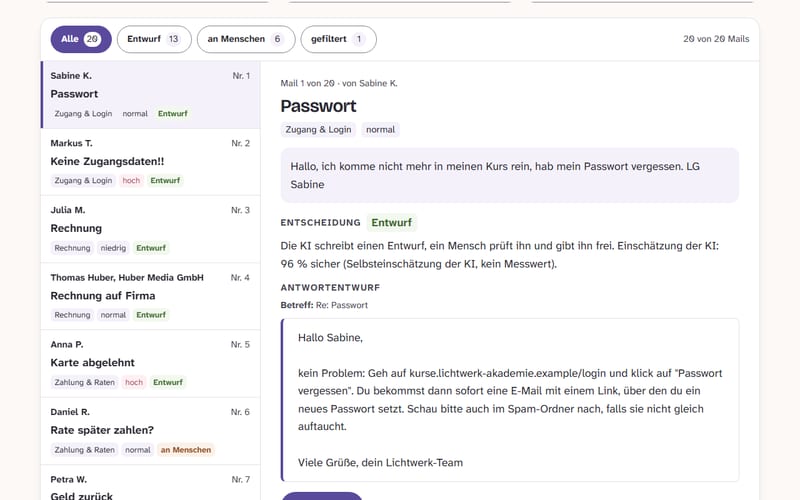 Alle 20 Entwurf 13 an Menschen 6 gefiltert 1 20 von 20 Mails
Sabine K. Nr. 1
Passwort
Zugang & Login normal Entwurf
Markus T. Nr. 2
Keine Zugangsdaten!!
Zugang & Login hoch Entwurf
Julia M. Nr. 3
Rechnung
Rechnung niedrig Entwurf
Thomas Huber, Huber Media GmbH Nr. 4
Rechnung auf Firma
Rechnung normal Entwurf
Anna P. Nr. 5
Karte abgelehnt
Zahlung & Raten hoch Entwurf
Daniel R. Nr. 6
Rate später zahlen?
Zahlung & Raten normal an Menschen
Petra W. Nr. 7
Geld zurück
Mail 1 von 20 · von Sabine K.
Passwort
Zugang & Login normal
Hallo, ich komme nicht mehr in meinen Kurs rein, hab mein Passwort vergessen. LG
Sabine
ENTSCHEIDUNG Entwurf
Die KI schreibt einen Entwurf, ein Mensch prüft ihn und gibt ihn frei. Einschätzung der KI:
96 % sicher (Selbsteinschätzung der KI, kein Messwert).
ANTWORTENTWURF
Betreff: Re: Passwort
Hallo Sabine,
kein Problem: Geh auf kurse.lichtwerk-akademie.example/login und klick auf "Passwort
vergessen". Du bekommst dann sofort eine E-Mail mit einem Link, über den du ein
neues Passwort setzt. Schau bitte auch im Spam-Ordner nach, falls sie nicht gleich
auftaucht.
Viele Grüße, dein Lichtwerk-Team